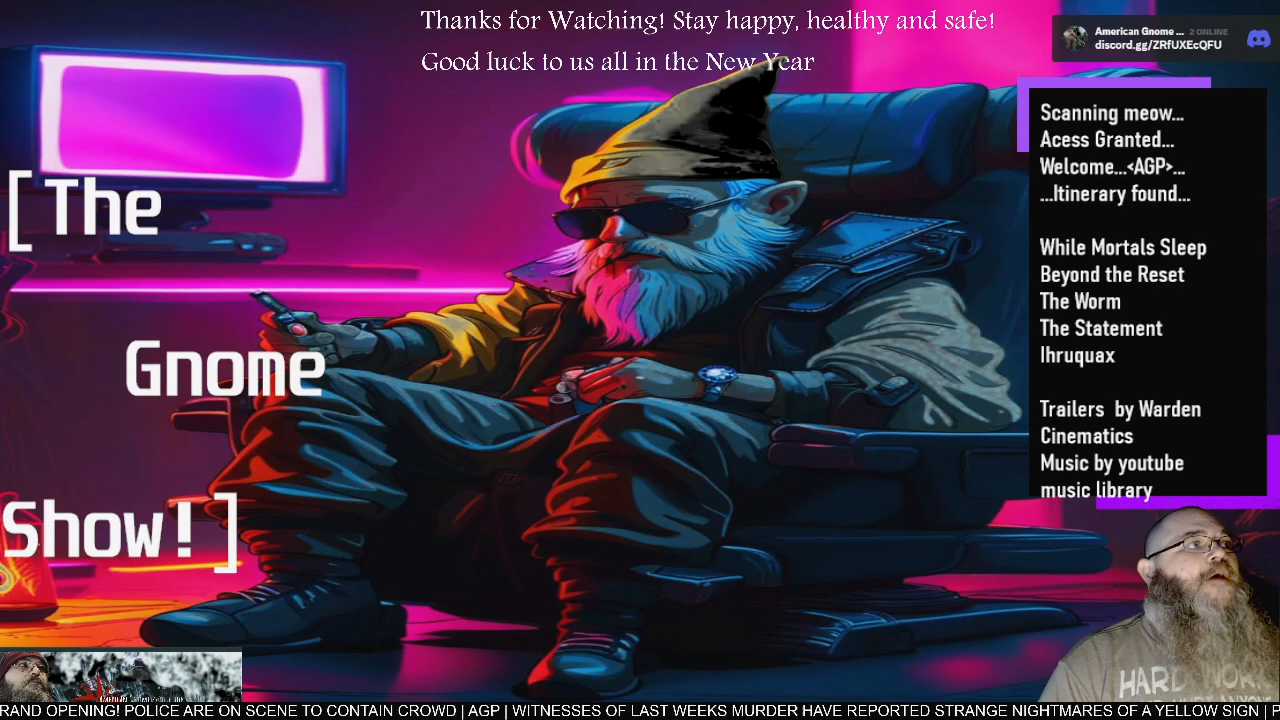 Thanks for Watching! Stay happy, healthy and safe!
Good luck to us all in the New Year
American Gnome ... 2 ONLINE
discord.gg/ZRfUXEcQFU
Scanning meow...
Acess Granted...
Welcome...<AGP>...
...Itinerary found...
While Mortals Sleep
Beyond the Reset
The Worm
The Statement
Ihruquax
Trailers by Warden
Cinematics
Music by youtube
music library
[The
Gnome
Show!]
HARD
RAND OPENING! POLICE ARE ON SCENE TO CONTAIN CROWD | AGP | WITNESSES OF LAST WEEKS MURDER HAVE REPORTED STRANGE NIGHTMARES OF A YELLOW SIGN | P